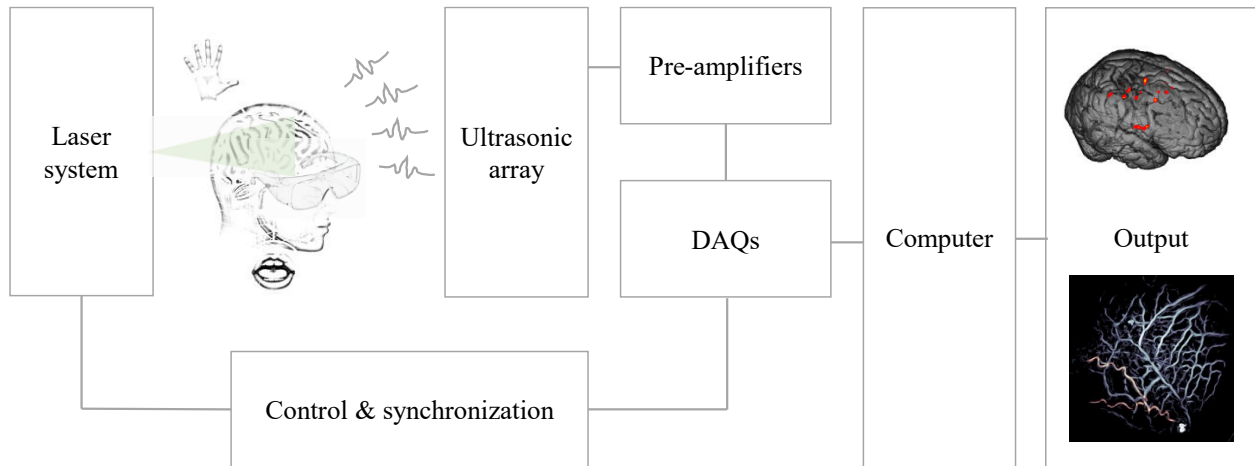 Laser
system
Ultrasonic
array
Pre-amplifiers
DAQs
Computer
Output
Control & synchronization